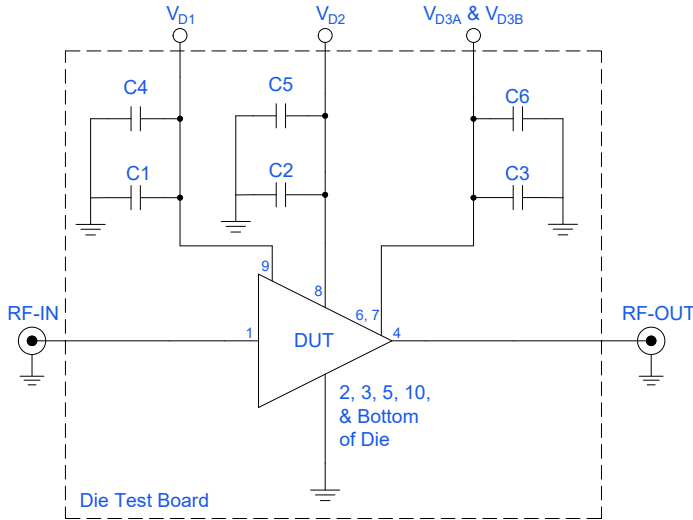 VD1
VD2
VD3A & VD3B
C4
C5
C6
C1
C2
C3
9
8
6, 7
RF-IN
RF-OUT
1
DUT
4
2, 3, 5, 10,
& Bottom
of Die
Die Test Board